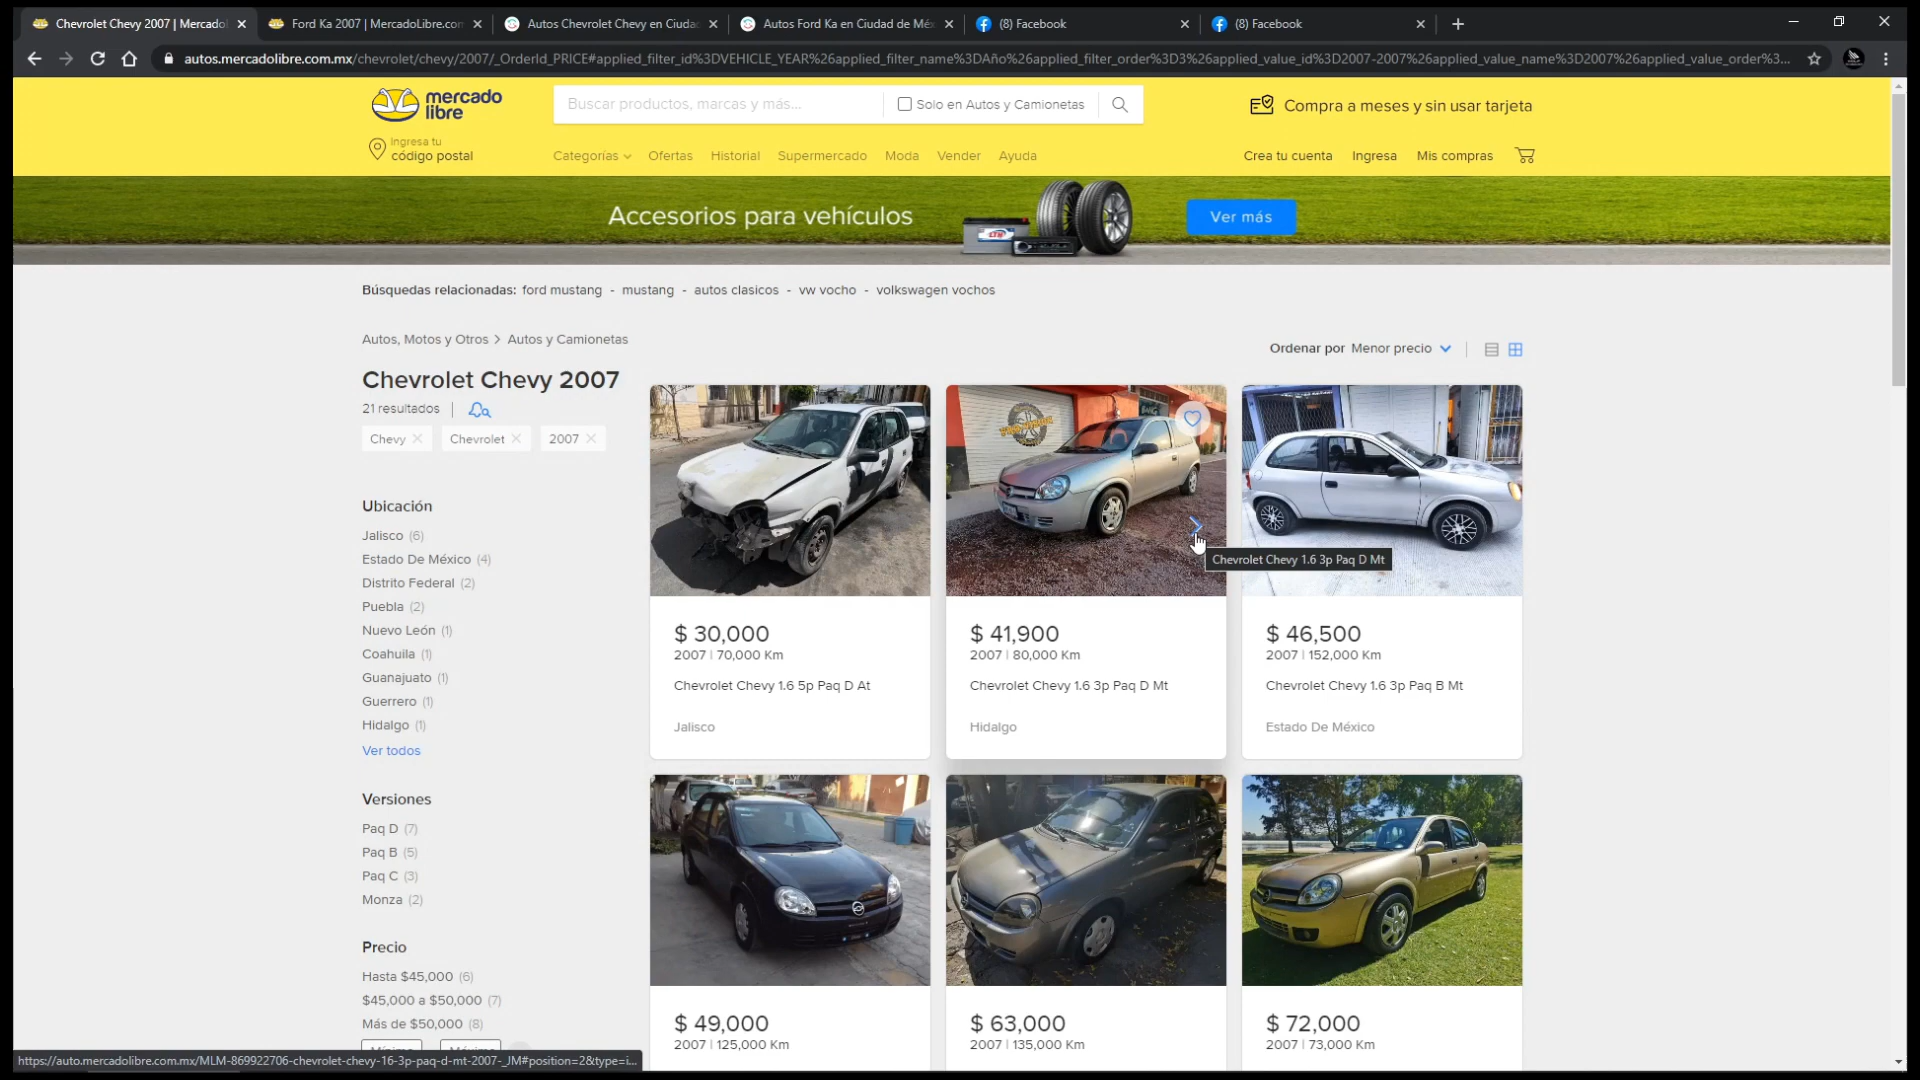 Chevrolet Chevy 2007 | Mercado
Ford Ka 2007 | MercadoLibre.com
Autos Chevrolet Chevy en Ciudad
Autos Ford Ka en Ciudad de Méx
(8) Facebook
(8) Facebook
autos.mercadolibre.com.mx/chevrolet/chevy/2007/_OrderId_PRICE#applied_filter_id%3DVEHICLE_YEAR%26applied_filter_name%3DAño%26applied_filter_order%3D3%26applied_value_id%3D2007-2007%26applied_value_name%3D2007%26applied_value_order%3...
mercado
libre
Buscar productos, marcas y más...
Solo en Autos y Camionetas
Compra a meses y sin usar tarjeta
Ingresa tu
código postal
Categorías
Ofertas
Historial
Supermercado
Moda
Vender
Ayuda
Crea tu cuenta
Ingresa
Mis compras
Accesorios para vehículos
LTH
Ver más
Búsquedas relacionadas: ford mustang - mustang - autos clasicos - vw vocho - volkswagen vochos
Autos, Motos y Otros > Autos y Camionetas
Ordenar por Menor precio
Chevrolet Chevy 2007
21 resultados
Chevy
Chevrolet
2007
Ubicación
Jalisco (6)
Estado De México (4)
Distrito Federal (2)
Puebla (2)
Nuevo León (1)
Coahuila (1)
Guanajuato (1)
Guerrero (1)
Hidalgo (1)
Ver todos
Versiones
Paq D (7)
Paq B (5)
Paq C (3)
Monza (2)
Precio
Hasta $45,000 (6)
$45,000 a $50,000 (7)
Más de $50,000 (8)
Mínimo
Máximo
$ 30,000
2007 | 70,000 Km
Chevrolet Chevy 1.6 5p Paq D At
Jalisco
$ 41,900
2007 | 80,000 Km
Chevrolet Chevy 1.6 3p Paq D Mt
Hidalgo
Chevrolet Chevy 1.6 3p Paq D Mt
$ 46,500
2007 | 152,000 Km
Chevrolet Chevy 1.6 3p Paq B Mt
Estado De México
$ 49,000
2007 | 125,000 Km
$ 63,000
2007 | 135,000 Km
$ 72,000
2007 | 73,000 Km
https://auto.mercadolibre.com.mx/MLM-869922706-chevrolet-chevy-16-3p-paq-d-mt-2007-_JM#position=2&type=i...